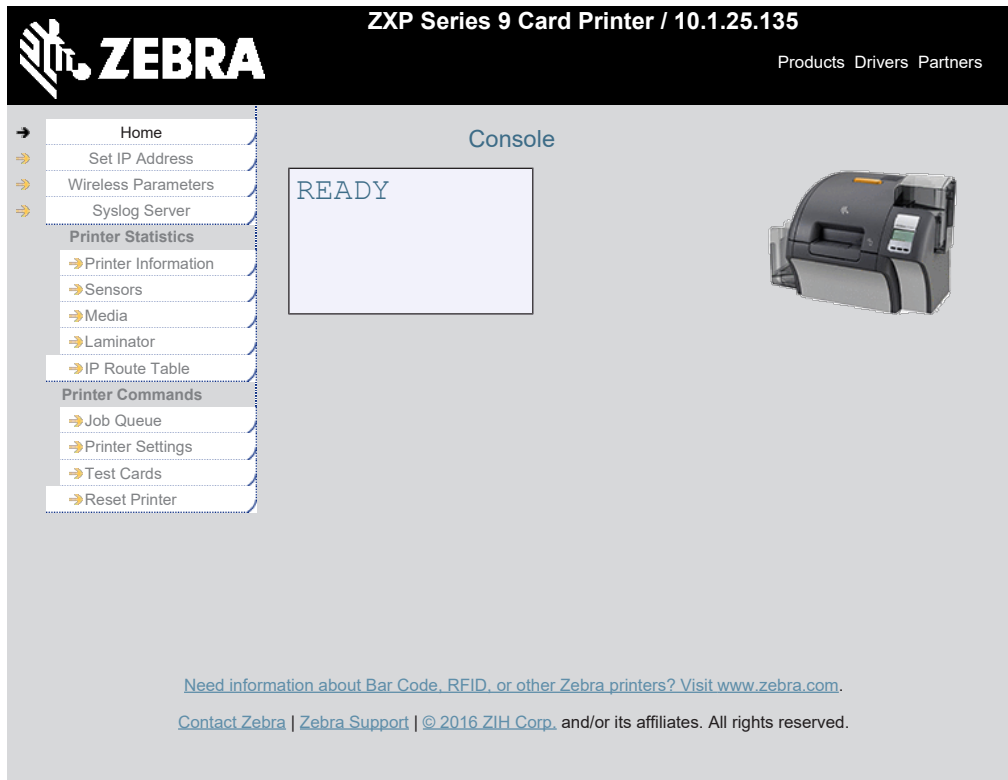 ZXP Series 9 Card Printer / 10.1.25.135
ZEBRA
Products Drivers Partners
Home
Set IP Address
Wireless Parameters
Syslog Server
Printer Statistics
Printer Information
Sensors
Media
Laminator
IP Route Table
Printer Commands
Job Queue
Printer Settings
Test Cards
Reset Printer
Console
READY
Need information about Bar Code, RFID, or other Zebra printers? Visit www.zebra.com.
Contact Zebra | Zebra Support | © 2016 ZIH Corp. and/or its affiliates. All rights reserved.